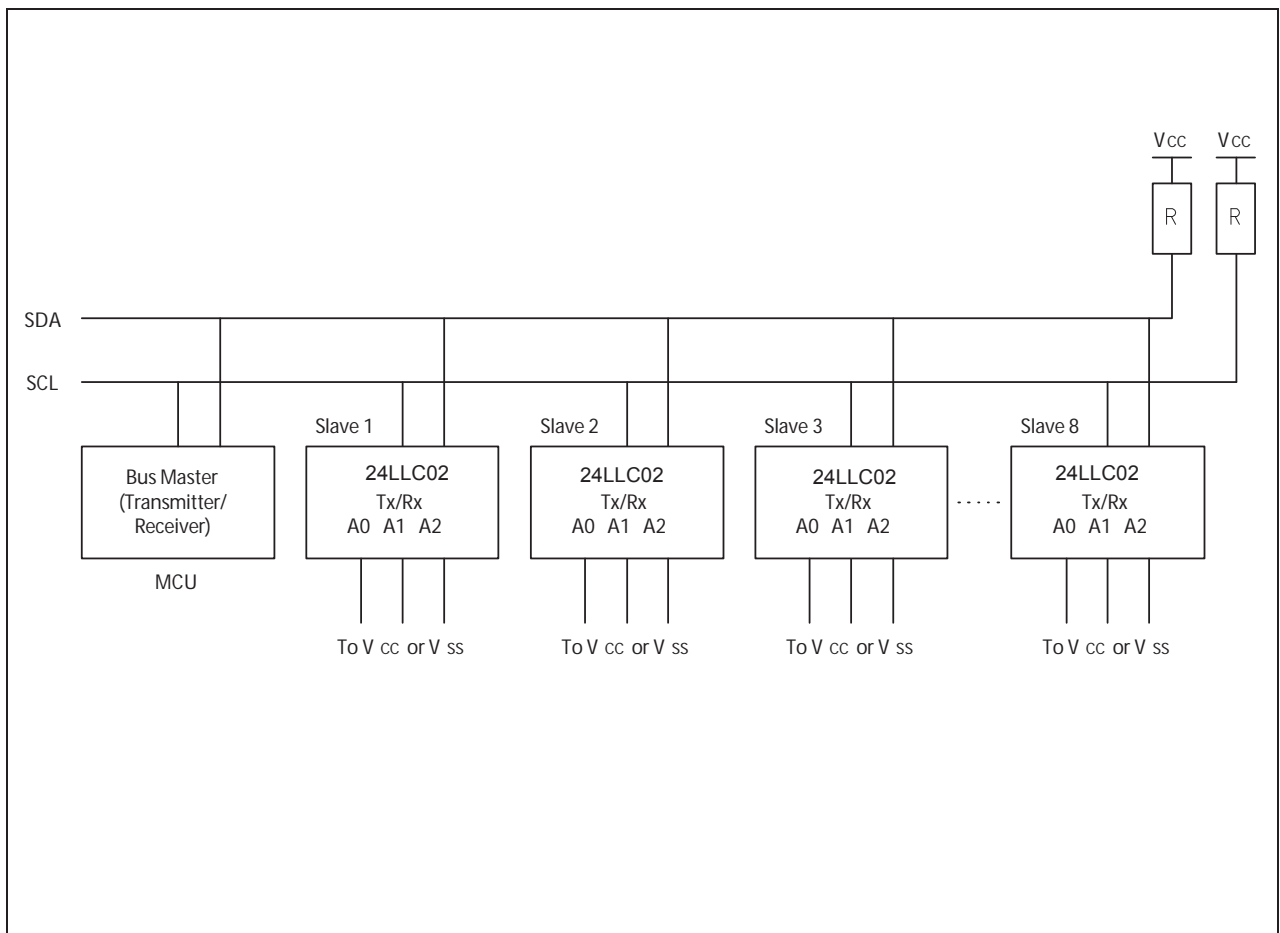 Vcc Vcc
R R
SDA
SCL
Slave 1 Slave 2 Slave 3 Slave 8
Bus Master
(Transmitter/
Receiver)
MCU
24LLC02
Tx/Rx
A0 A1 A2
To Vcc or Vss
24LLC02
Tx/Rx
A0 A1 A2
To Vcc or Vss
24LLC02
Tx/Rx
A0 A1 A2
To Vcc or Vss
.....
24LLC02
Tx/Rx
A0 A1 A2
To Vcc or Vss